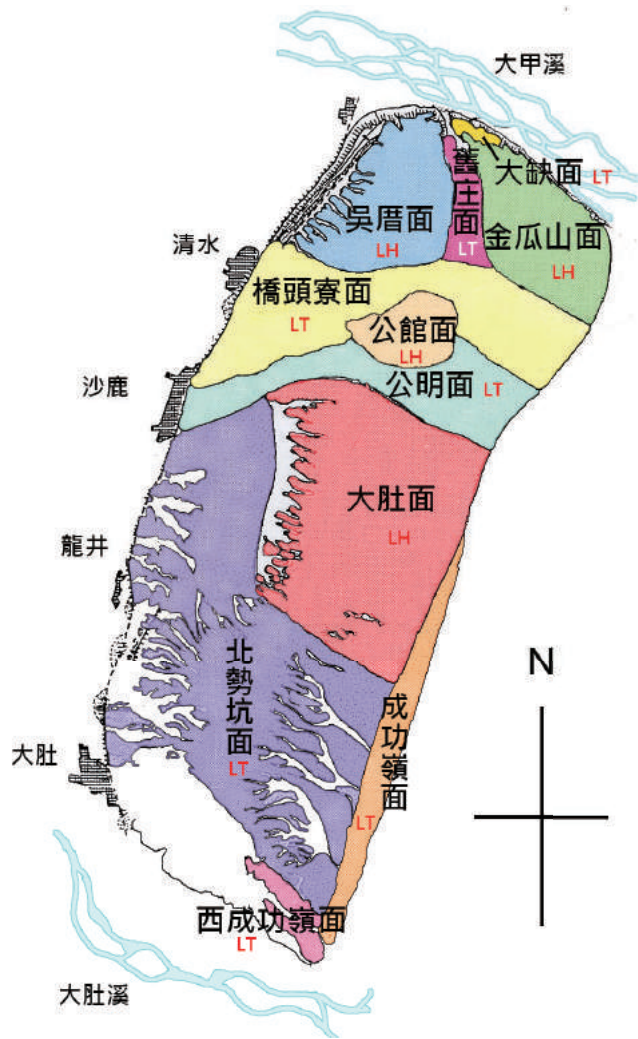 大甲溪
舊庄面
LT
大缺面 LT
吳厝面
LH
金瓜山面
LH
清水
橋頭寮面
LT
公館面
LH
公明面 LT
沙鹿
大肚面
LH
龍井
N
北勢坑面
LT
成功嶺面
LT
大肚
西成功嶺面
LT
大肚溪